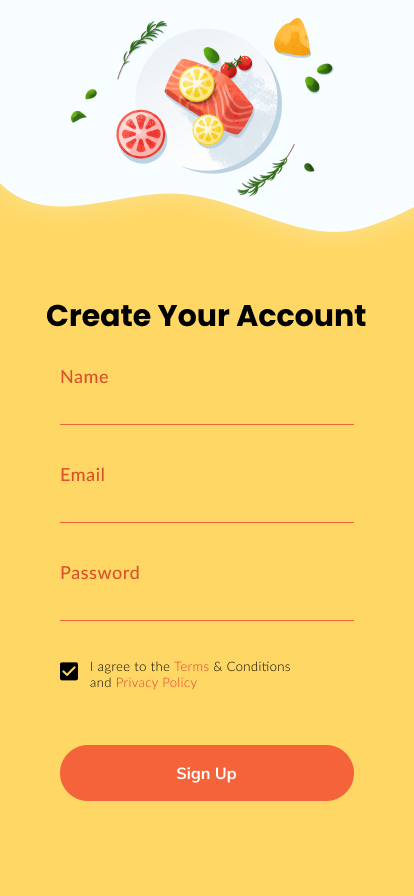 Create Your Account
Name
Email
Password
I agree to the Terms & Conditions
and Privacy Policy
Sign Up